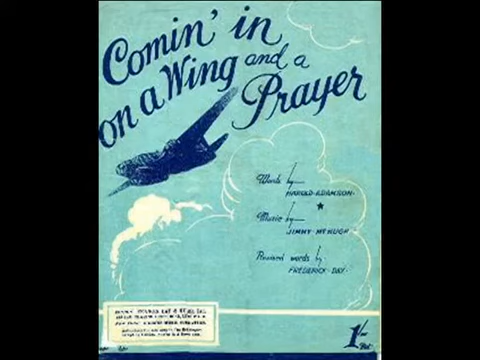 Comin' in
on a Wing and a
Prayer
Words by
HAROLD ADAMSON
Music by
JIMMY McHUGH
Revised words by
FREDERICK DAY
1/-
Net.